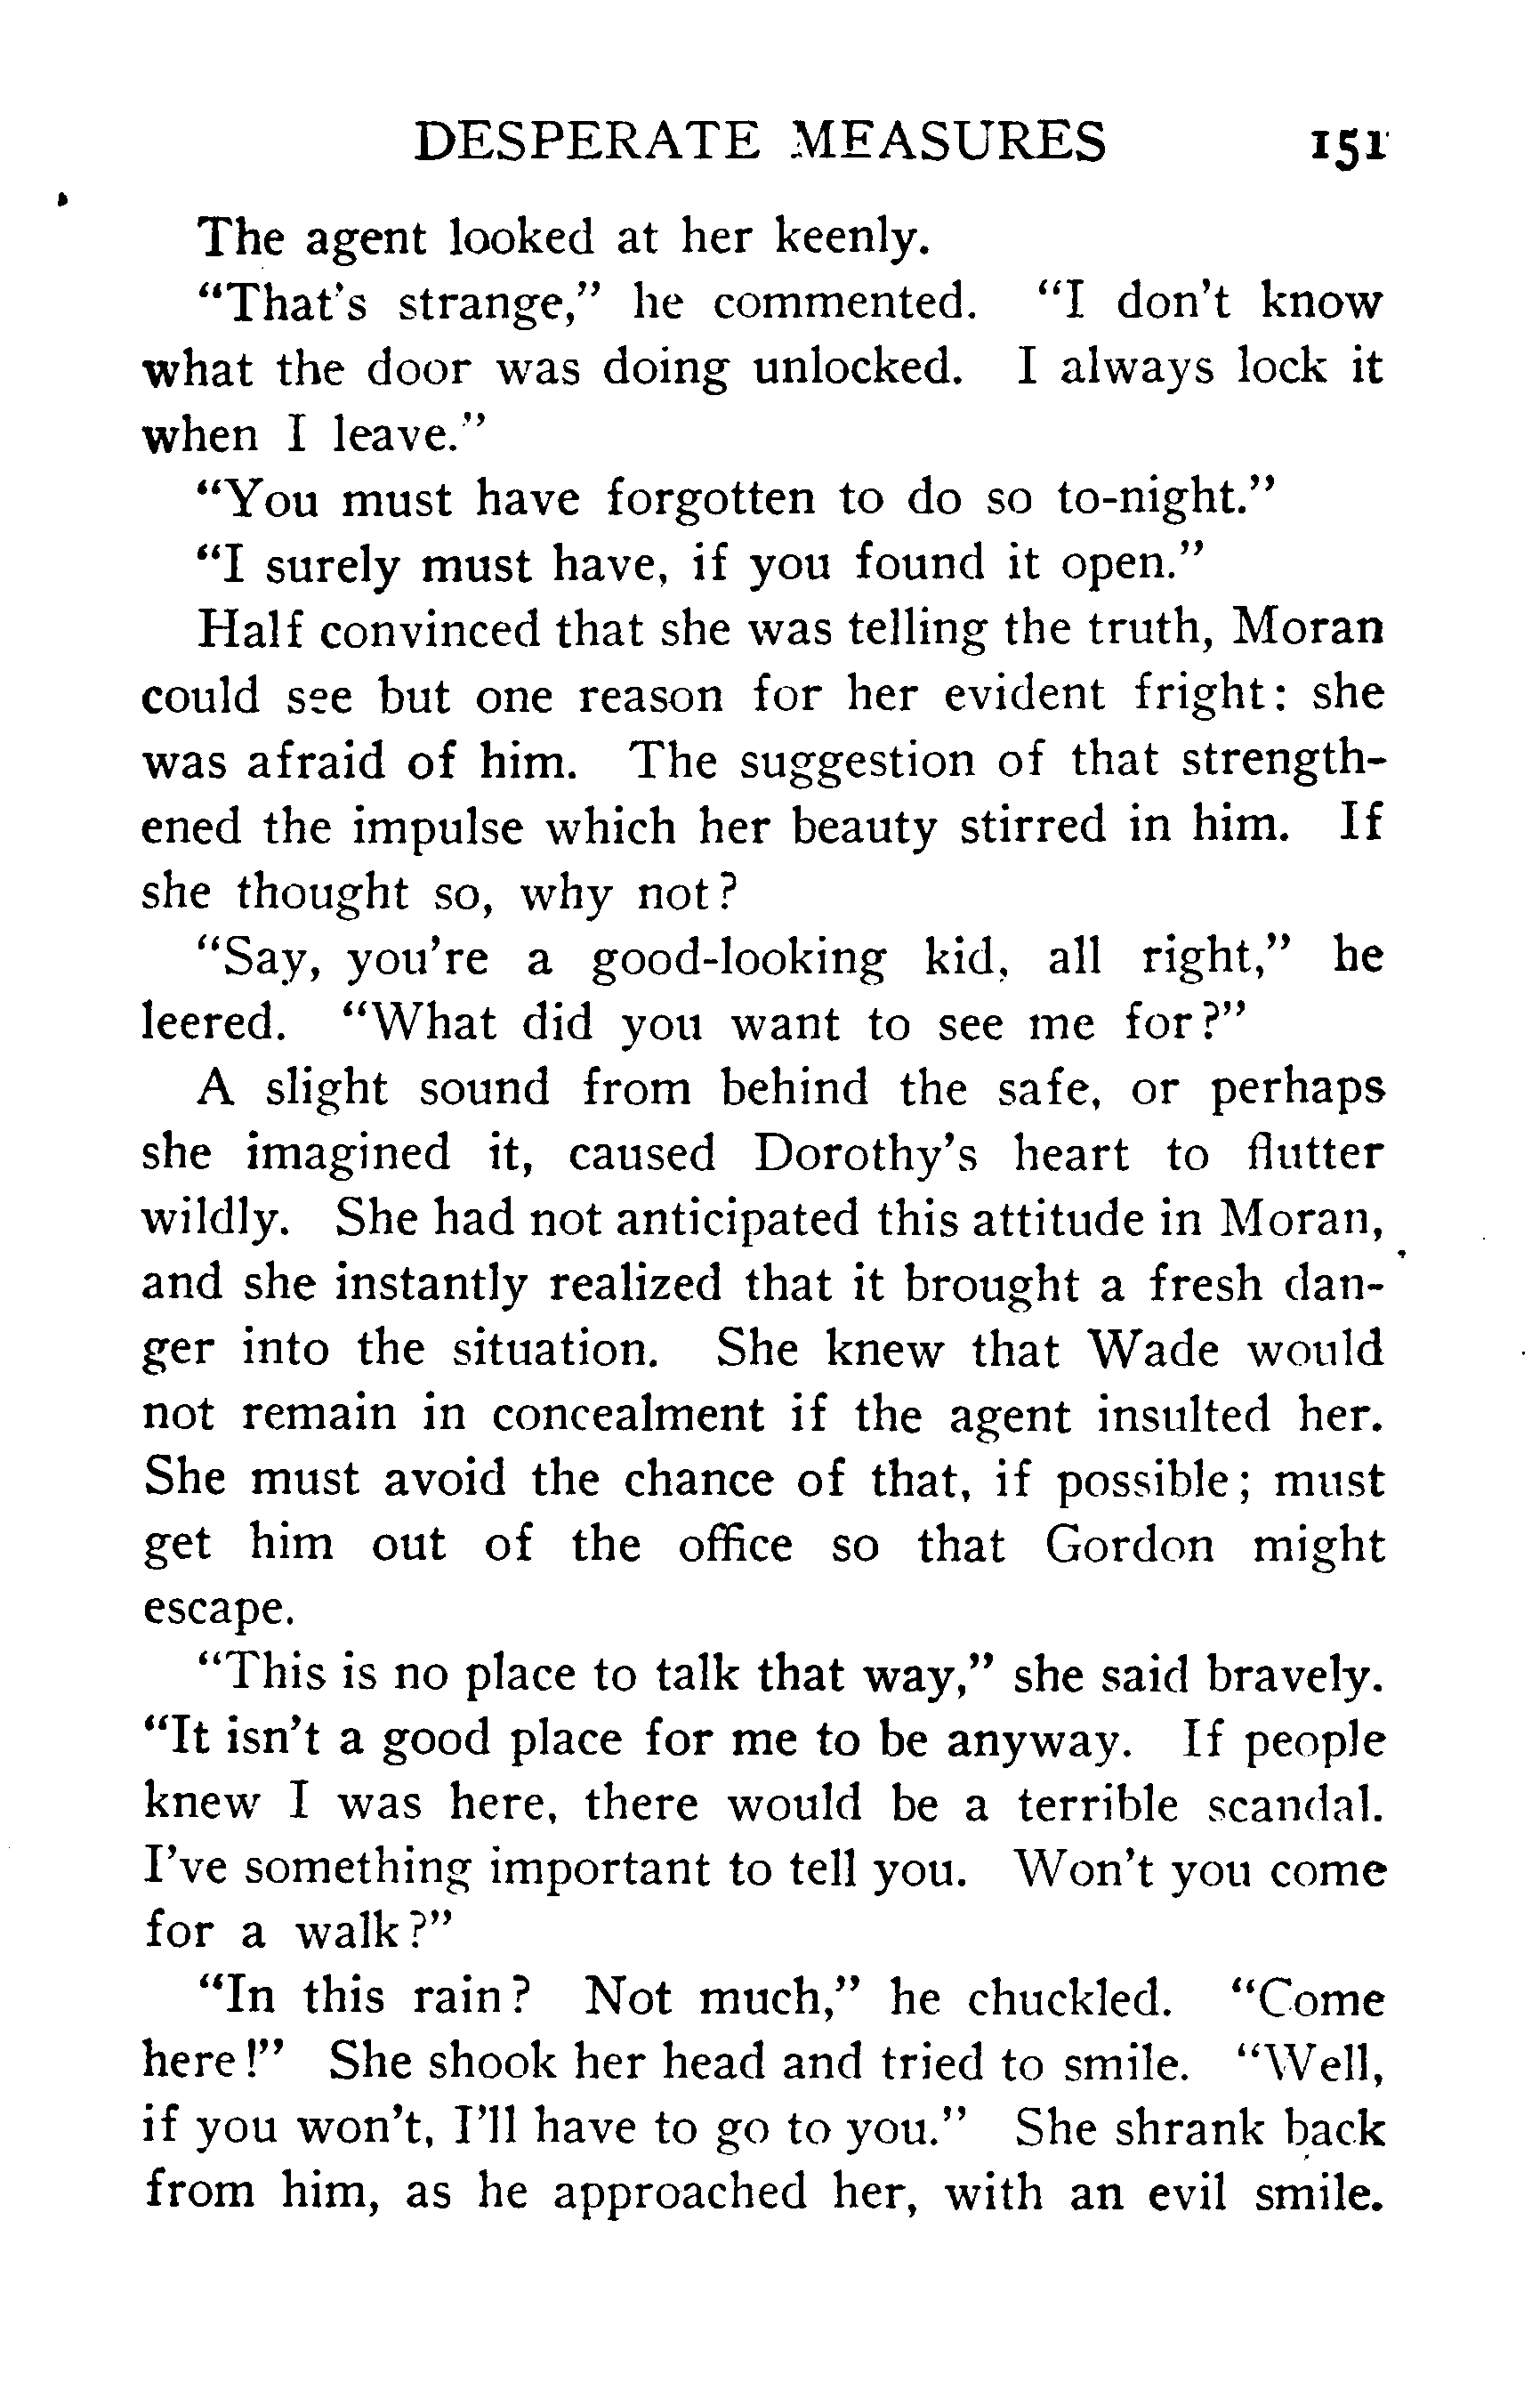 DESPERATE MEASURES 151
The agent looked at her keenly.
“That’s strange,” he commented. “I don’t know
what the door was doing unlocked. I always lock it
when I leave.”
“You must have forgotten to do so to-night.”
“I surely must have, if you found it open.”
Half convinced that she was telling the truth, Moran
could see but one reason for her evident fright: she
was afraid of him. The suggestion of that strength-
ened the impulse which her beauty stirred in him. If
she thought so, why not?
“Say, you’re a good-looking kid, all right,” he
leered. “What did you want to see me for?”
A slight sound from behind the safe, or perhaps
she imagined it, caused Dorothy’s heart to flutter
wildly. She had not anticipated this attitude in Moran,
and she instantly realized that it brought a fresh dan-
ger into the situation. She knew that Wade would
not remain in concealment if the agent insulted her.
She must avoid the chance of that, if possible; must
get him out of the office so that Gordon might
escape.
“This is no place to talk that way,” she said bravely.
“It isn’t a good place for me to be anyway. If people
knew I was here, there would be a terrible scandal.
I’ve something important to tell you. Won’t you come
for a walk?”
“In this rain? Not much,” he chuckled. “Come
here!” She shook her head and tried to smile. “Well,
if you won’t, I’ll have to go to you.” She shrank back
from him, as he approached her, with an evil smile.